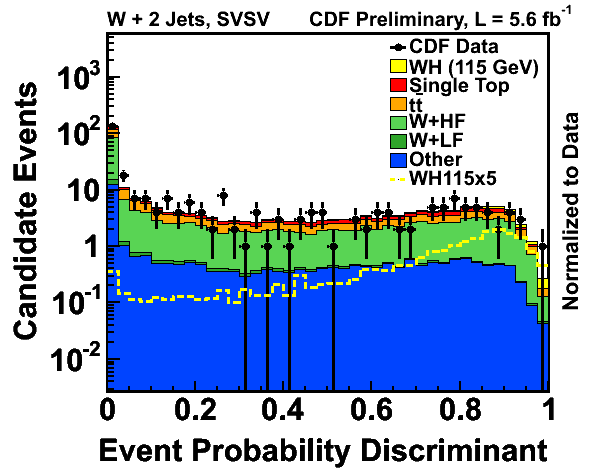 W + 2 Jets, SVSV CDF Preliminary, L = 5.6 fb⁻¹
CDF Data
WH (115 GeV)
Single Top
tt̄
W+HF
W+LF
Other
WH115x5
Candidate Events
10³
10²
10
1
10⁻¹
10⁻²
0 0.2 0.4 0.6 0.8 1
Event Probability Discriminant
Normalized to Data